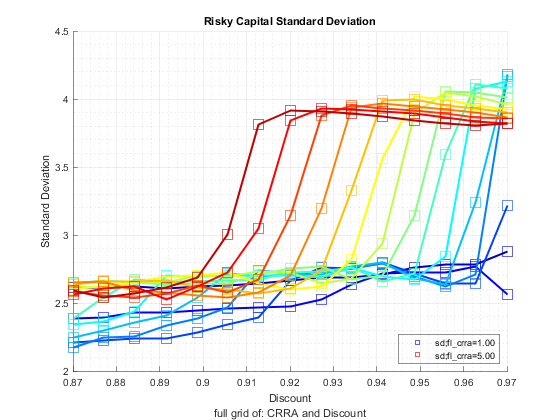 Risky Capital Standard Deviation
4.5
4
3.5
3
2.5
2
Standard Deviation
sd;fl_crra=1.00
sd;fl_crra=5.00
0.87 0.88 0.89 0.9 0.91 0.92 0.93 0.94 0.95 0.96 0.97
Discount
full grid of: CRRA and Discount